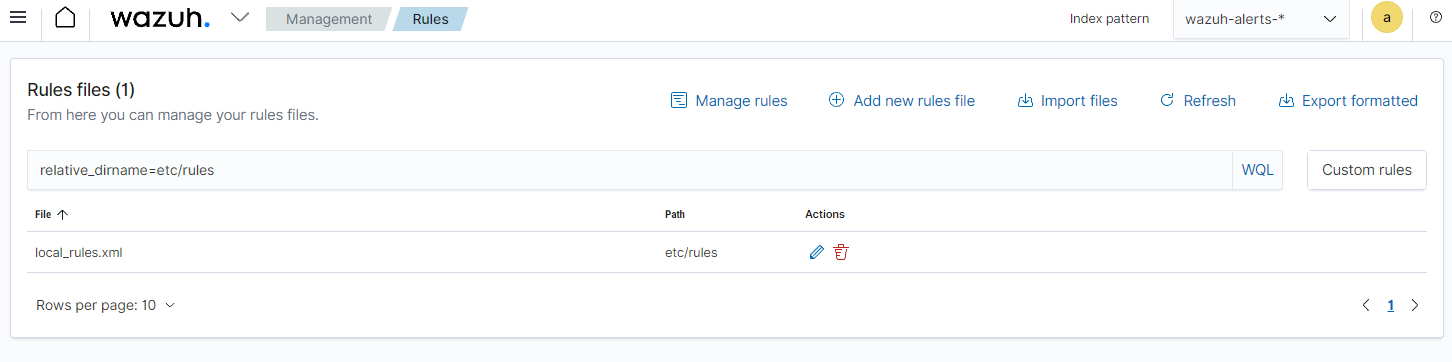 wazuh. Management Rules Index pattern wazuh-alerts-* a
Rules files (1)
From here you can manage your rules files.
Manage rules Add new rules file Import files Refresh Export formatted
relative_dirname=etc/rules WQL Custom rules
File Path Actions
local_rules.xml etc/rules
Rows per page: 10 1